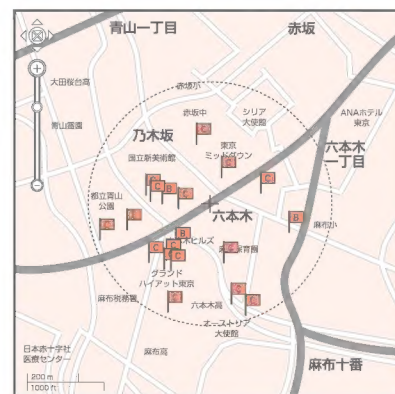 青山一丁目
赤坂
大田桜台高
赤坂小
青山霊園
赤坂中
シリア
大使館
ANAホテル
東京
乃木坂
国立新美術館
東京
ミッドタウン
六本木
一丁目
都立青山
公園
六本木
麻布小
B
C
木ヒルズ
保育園
グランド
ハイアット東京
麻布税務署
六本木高
オーストリア
大使館
日本赤十字社
医療センター
麻布高
麻布十番
200 m
1000 ft